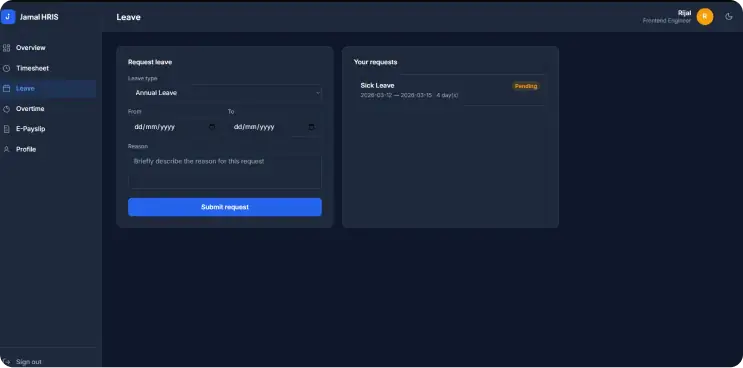 Jamal HRIS
Overview
Timesheet
Leave
Overtime
E-Payslip
Profile
Sign out
Leave
Rijal
Frontend Engineer
R
Request leave
Leave type
Annual Leave
From
To
dd/mm/yyyy
dd/mm/yyyy
Reason
Briefly describe the reason for this request
Submit request
Your requests
Sick Leave
Pending
2026-03-12 — 2026-03-15 · 4 day(s)